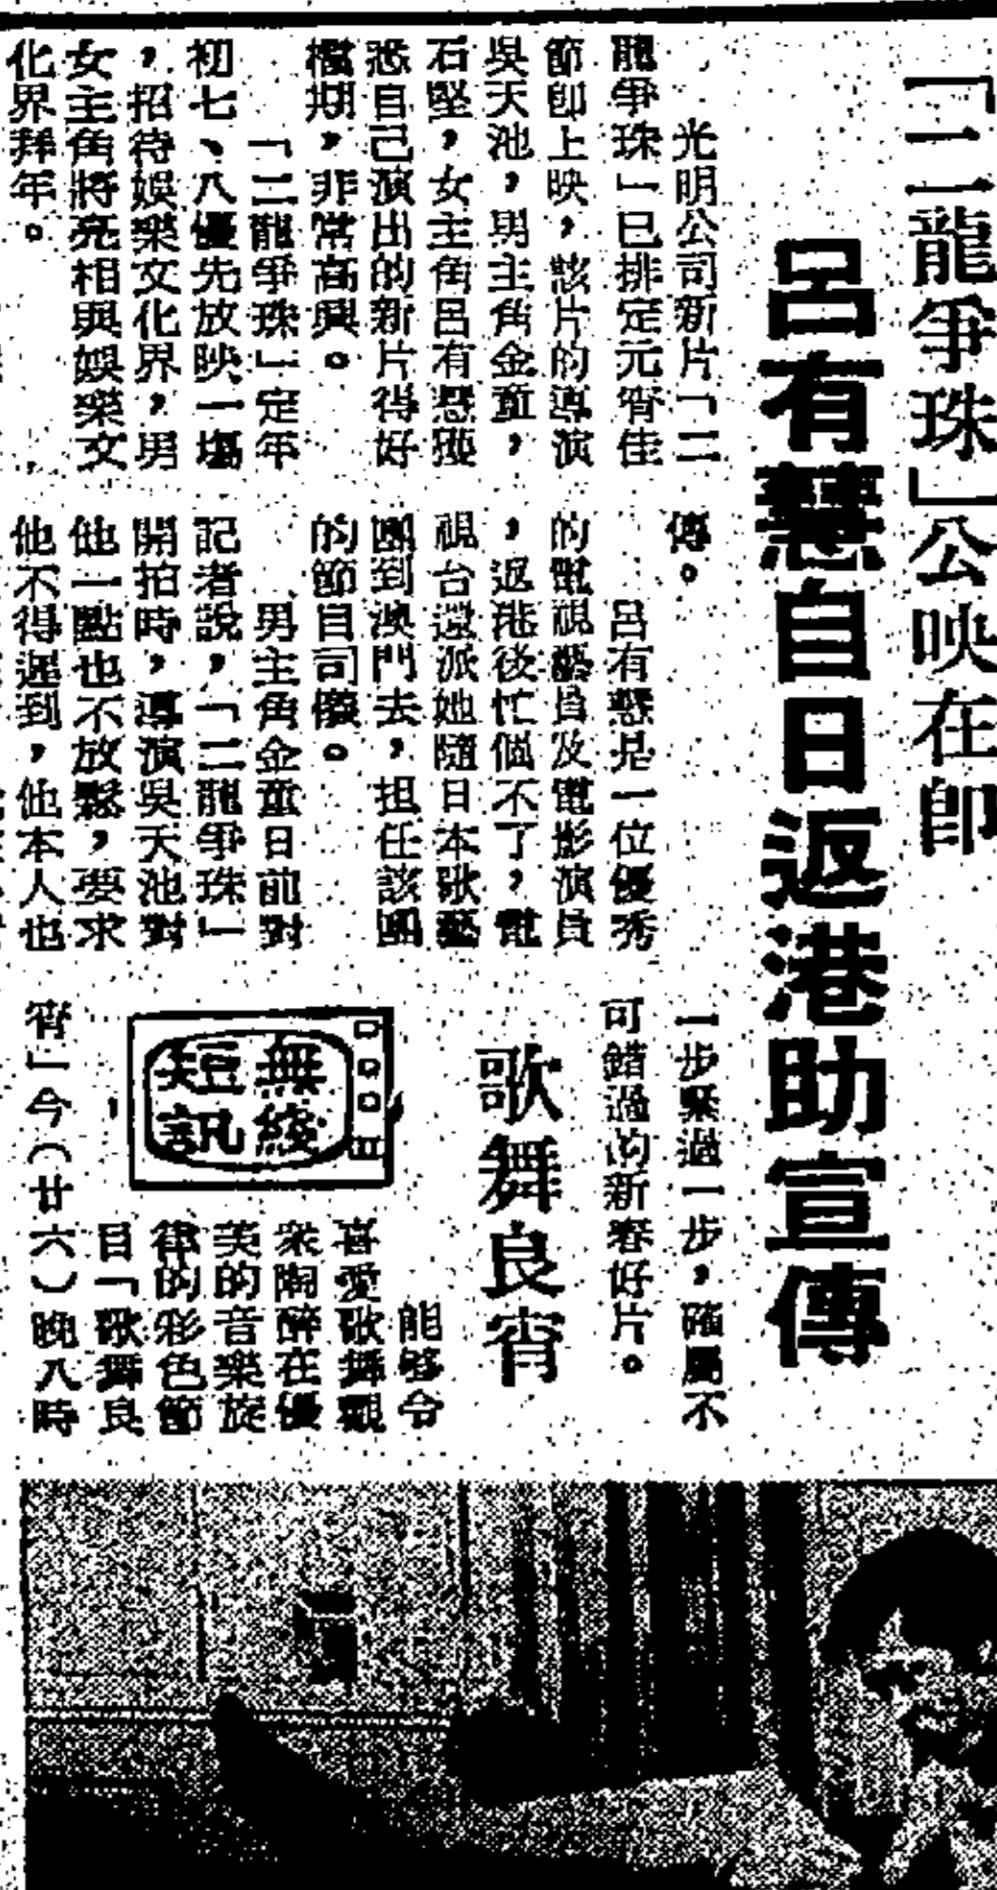 「二龍爭珠」公映在即
呂有慧自日返港助宣傳
光明公司新片「二
龍爭珠」已排定元宵佳
節卽上映，該片的導演
吳天池，男主角金童，
石堅，女主角呂有慧獲
悉自己演出的新片得好
檔期，非常高興。
「二龍爭珠」定年
初七、八優先放映一場
，招待娛樂文化界，男
女主角將亮相與娛樂文
化界拜年。
傳。
呂有慧是一位優秀
的電視藝員及電影演員
，返港後忙個不了，電
視台還派她隨日本歌藝
團到澳門去，担任該團
的節目司儀。
男主角金童日前對
記者說，「二龍爭珠」
開拍時，導演吳天池對
他一點也不放鬆，要求
他不得遲到，他本人也
一步緊過一步，確屬不
可錯過的新春好片。
歌舞良宵
無綫
短訊
能够令
喜愛歌舞觀
衆陶醉在優
美的音樂旋
律的彩色節
目「歌舞良
宵」今（廿六）晚八時